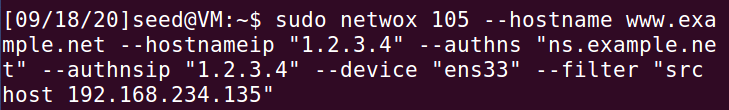 [09/18/20]seed@VM:~$ sudo netwox 105 --hostname www.exa
mple.net --hostnameip "1.2.3.4" --authns "ns.example.ne
t" --authnsip "1.2.3.4" --device "ens33" --filter "src
host 192.168.234.135"